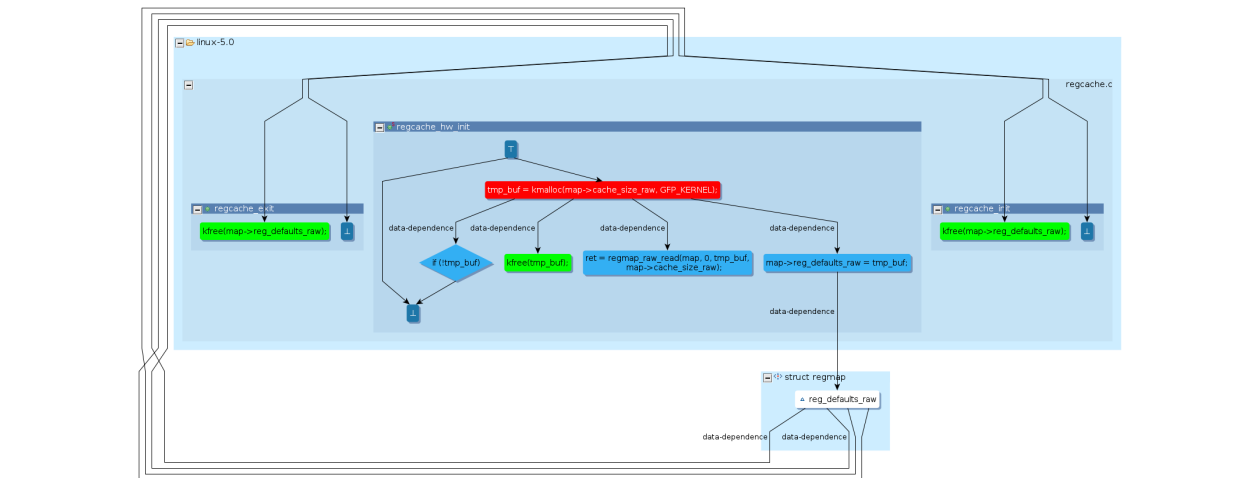 linux-5.0
regcache.c
regcache_hw_init
⊤
tmp_buf = kmalloc(map->cache_size_raw, GFP_KERNEL);
regcache_exit
regcache_init
data-dependence
data-dependence
data-dependence
data-dependence
kfree(map->reg_defaults_raw);
⊥
kfree(map->reg_defaults_raw);
⊥
if (!tmp_buf)
kfree(tmp_buf);
ret = regmap_raw_read(map, 0, tmp_buf,
map->cache_size_raw);
map->reg_defaults_raw = tmp_buf;
⊥
data-dependence
struct regmap
reg_defaults_raw
data-dependence
data-dependence